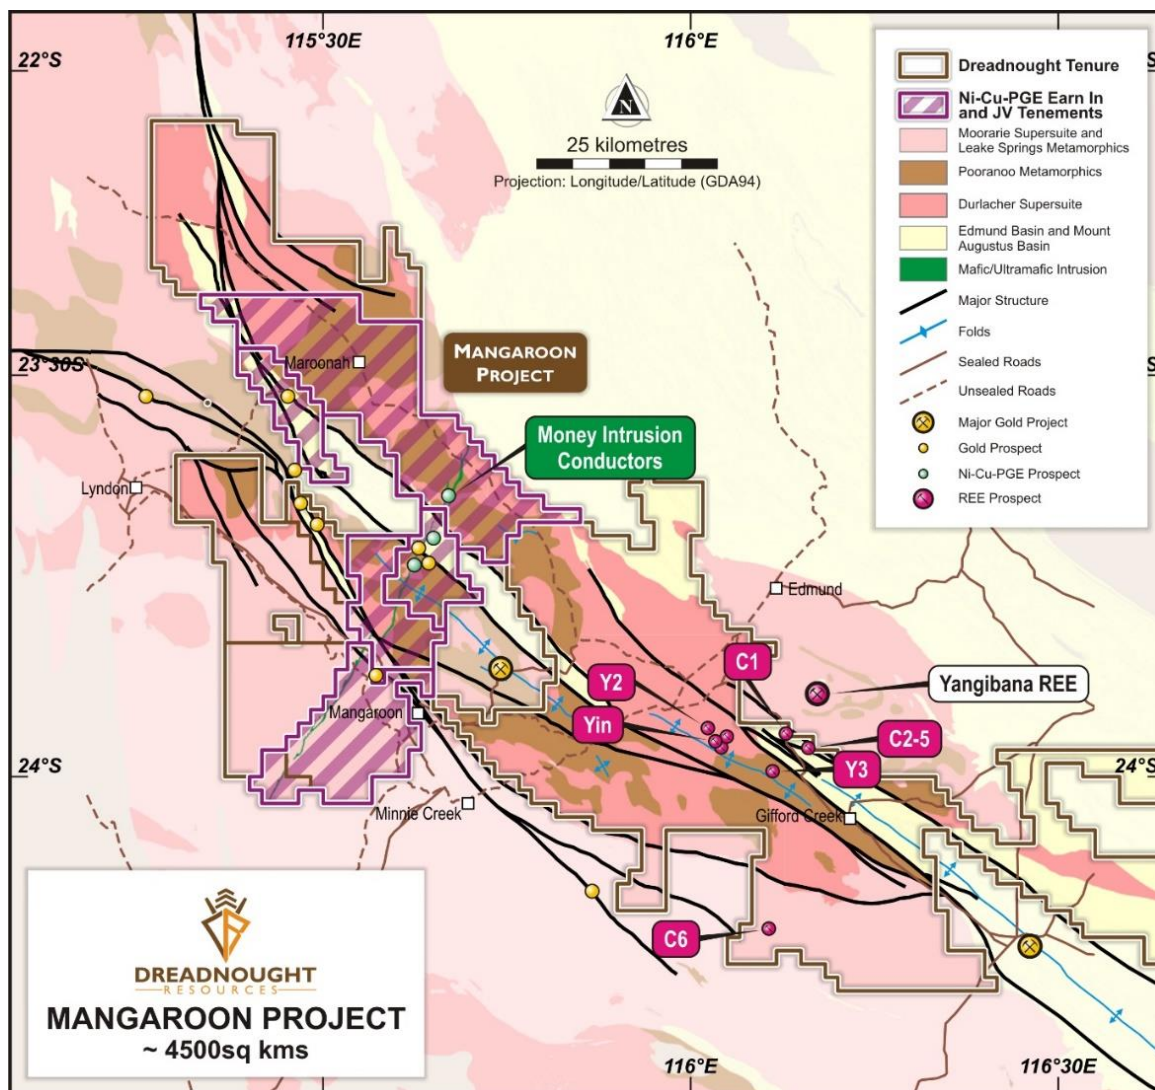 115°30E
116°E
22°S
S
N
25 kilometres
Projection: Longitude/Latitude (GDA94)
Dreadnought Tenure
Ni-Cu-PGE Earn In
and JV Tenements
Moorarie Supersuite and
Leake Springs Metamorphics
Pooranoo Metamorphics
Durlacher Supersuite
Edmund Basin and Mount
Augustus Basin
Mafic/Ultramafic Intrusion
Major Structure
Folds
Sealed Roads
Unsealed Roads
Major Gold Project
Gold Prospect
Ni-Cu-PGE Prospect
REE Prospect
23°30S
S
Maroonah
MANGAROON
PROJECT
Money Intrusion
Conductors
Lyndon
Edmund
C1
Y2
Yangibana REE
Yin
Mangaroon
C2-5
Y3
24°S
24°S
Minnie Creek
Gifford Creek
C6
DREADNOUGHT
RESOURCES
MANGAROON PROJECT
~ 4500sq kms
116°E
116°30E